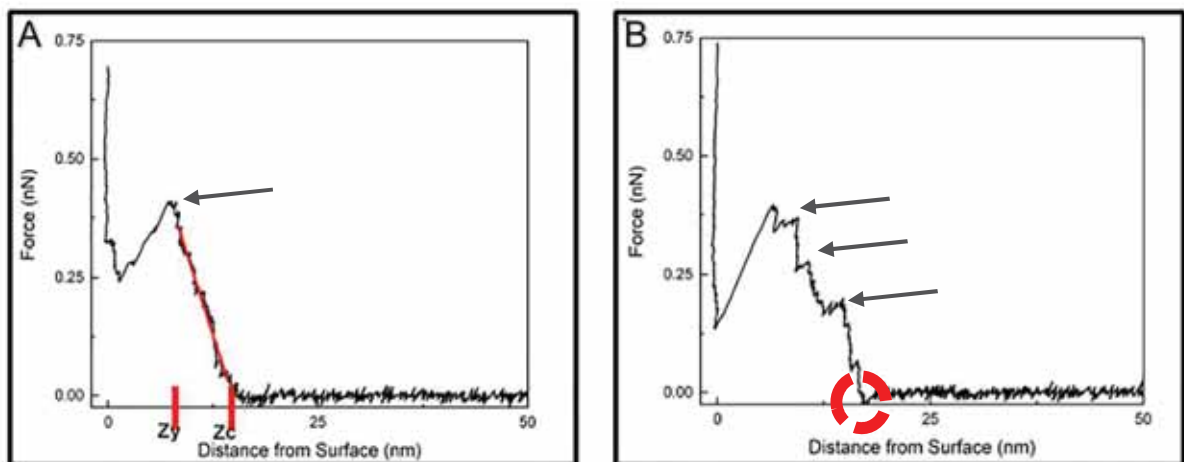 A
0.75
0.50
0.25
0.00
Force (nN)
0
25
50
Zy
Zc
Distance from Surface (nm)
B
0.75
0.50
0.25
0.00
Force (nN)
0
25
50
Distance from Surface (nm)